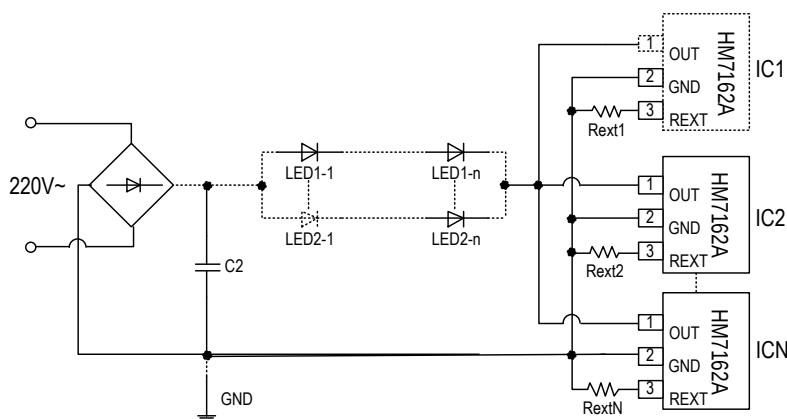 220V~
C2
GND
LED1-1
LED1-n
LED2-1
LED2-n
1
OUT
2
GND
3
REXT
HM7162A
IC1
Rext1
1
OUT
2
GND
3
REXT
HM7162A
IC2
Rext2
1
OUT
2
GND
3
REXT
HM7162A
ICN
RextN